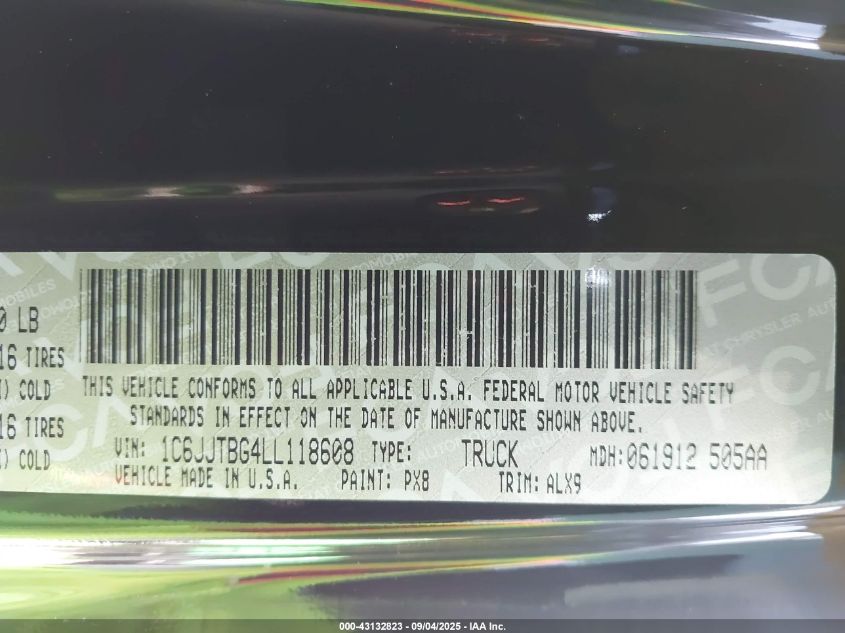 0 LB
16 TIRES
) COLD
16 TIRES
) COLD
THIS VEHICLE CONFORMS TO ALL APPLICABLE U.S.A. FEDERAL MOTOR VEHICLE SAFETY
STANDARDS IN EFFECT ON THE DATE OF MANUFACTURE SHOWN ABOVE.
VIN: 1C6JJTBG4LL118608 TYPE: TRUCK MDH:061912 505AA
VEHICLE MADE IN U.S.A. PAINT: PX8 TRIM: ALX9
000-43132823 - 09/04/2025 - IAA Inc.